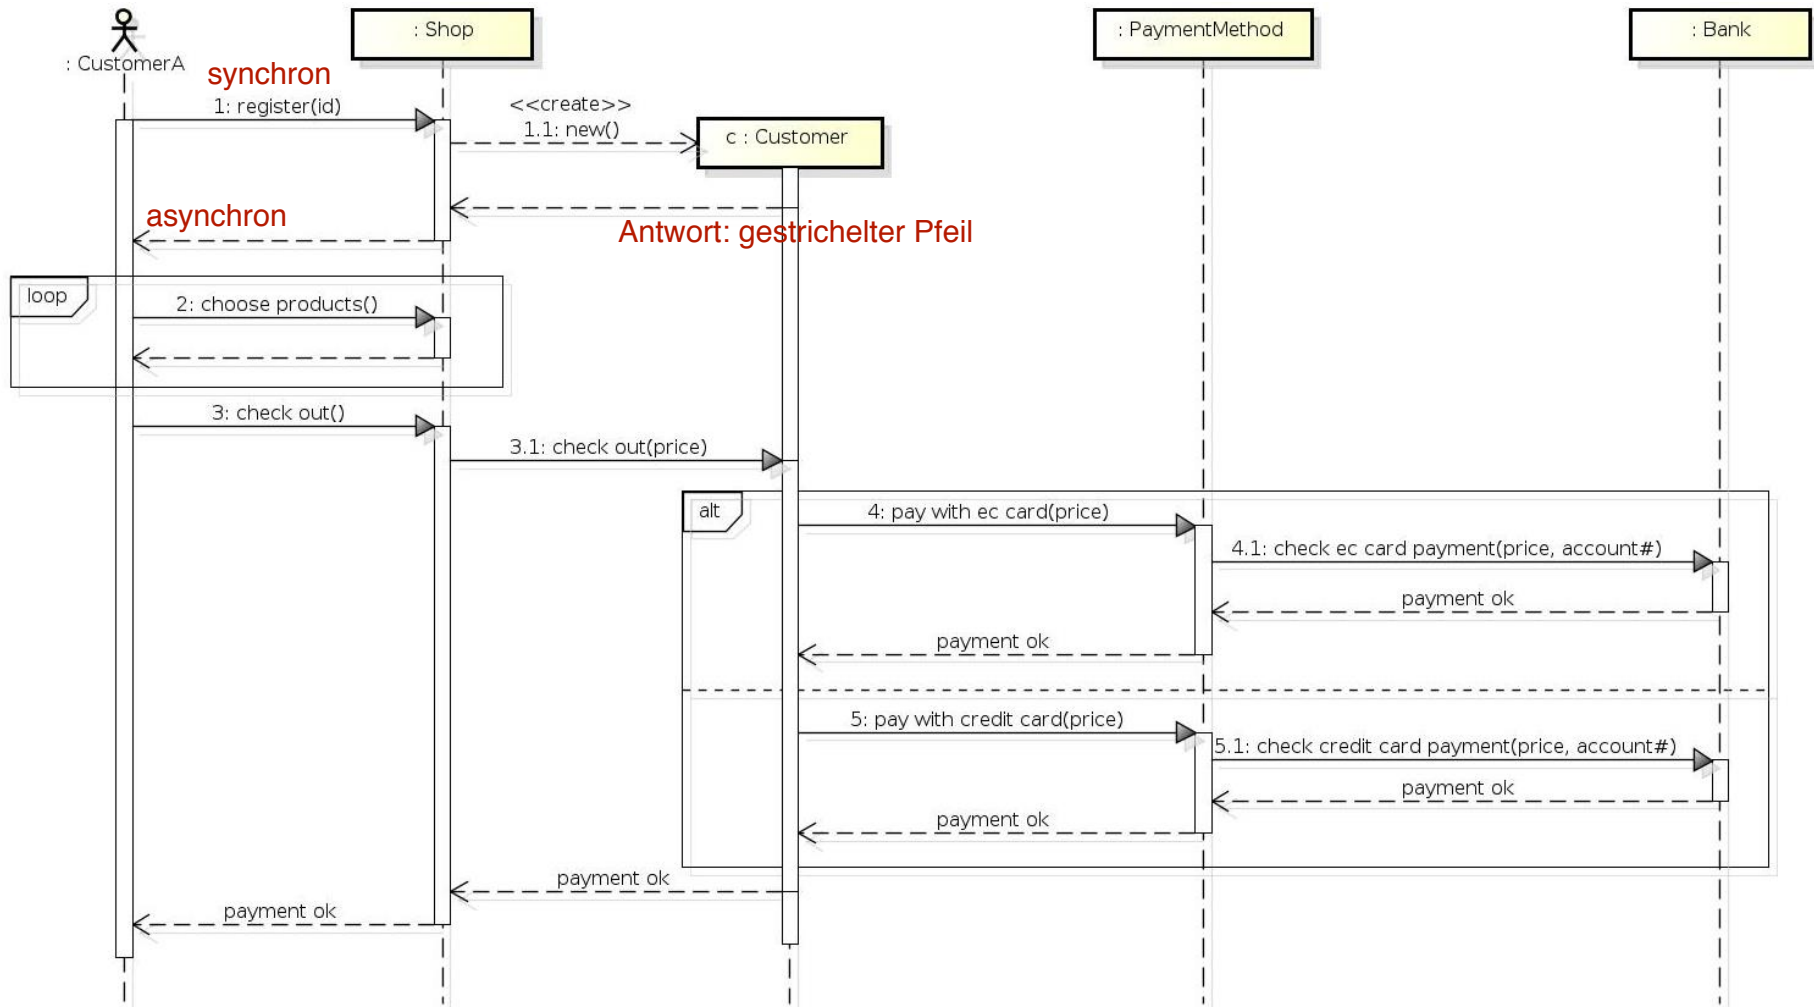 : CustomerA
: Shop
: PaymentMethod
: Bank
synchron
1: register(id)
<<create>>
1.1: new()
c : Customer
asynchron
Antwort: gestrichelter Pfeil
loop
2: choose products()
3: check out()
3.1: check out(price)
alt
4: pay with ec card(price)
4.1: check ec card payment(price, account#)
payment ok
payment ok
5: pay with credit card(price)
5.1: check credit card payment(price, account#)
payment ok
payment ok
payment ok
payment ok